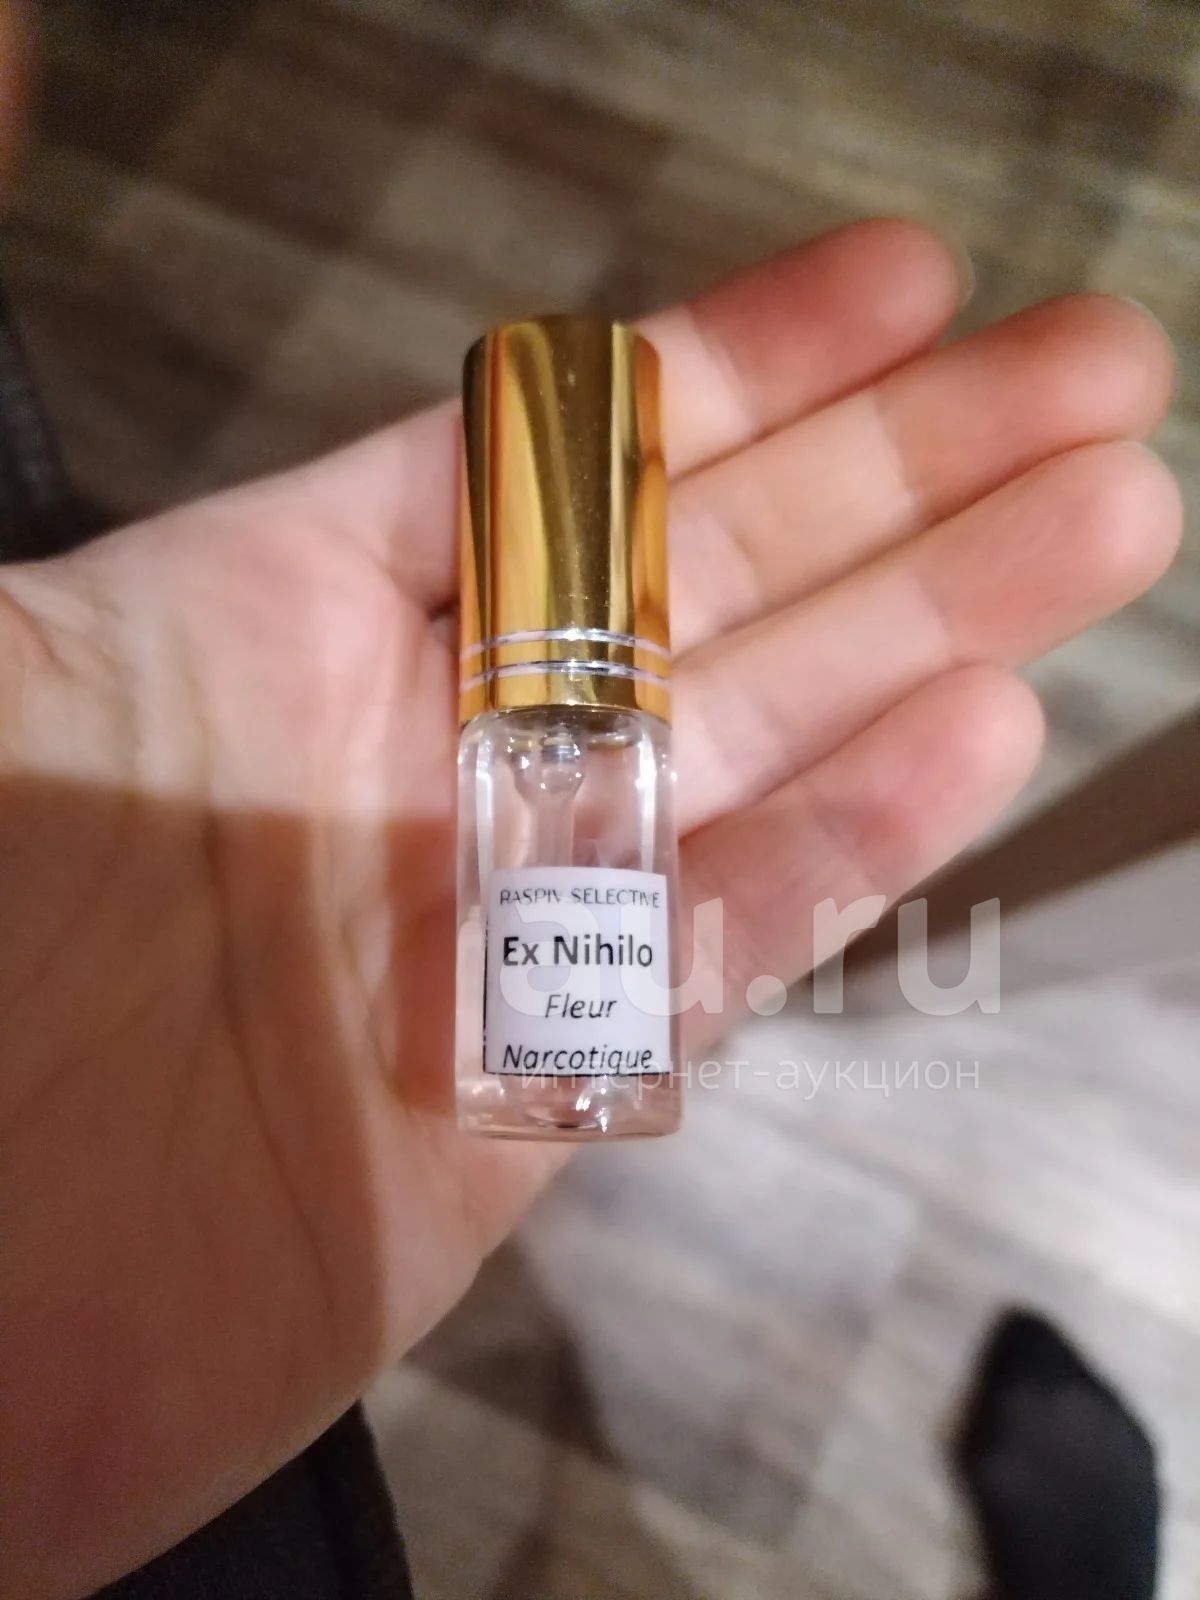 RASPIV SELECTIVE
Ex Nihilo
Fleur
Narcotique
au.ru
интернет-аукцион